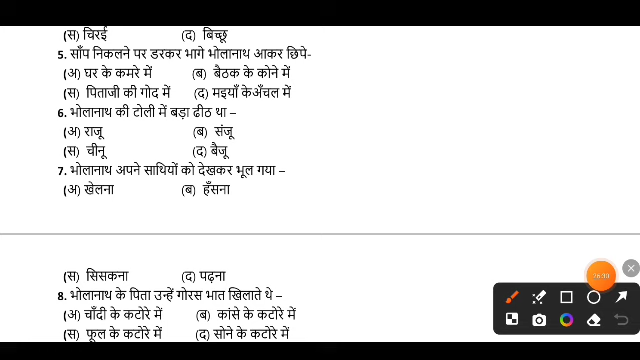 (स) चिरई (द) बिच्छू
5. साँप निकलने पर डरकर भागे भोलानाथ आकर छिपे-
(अ) घर के कमरे में (ब) बैठक के कोने में
(स) पिताजी की गोद में (द) मइयाँ केअँचल में
6. भोलानाथ की टोली में बड़ा ढीठ था –
(अ) राजू (ब) संजू
(स) चीनू (द) बैजू
7. भोलानाथ अपने साथियों को देखकर भूल गया –
(अ) खेलना (ब) हँसना
(स) सिसकना (द) पढ़ना
8. भोलानाथ के पिता उन्हें गोरस भात खिलाते थे –
(अ) चाँदी के कटोरे में (ब) कांसे के कटोरे में
(स) फूल के कटोरे में (द) सोने के कटोरे में